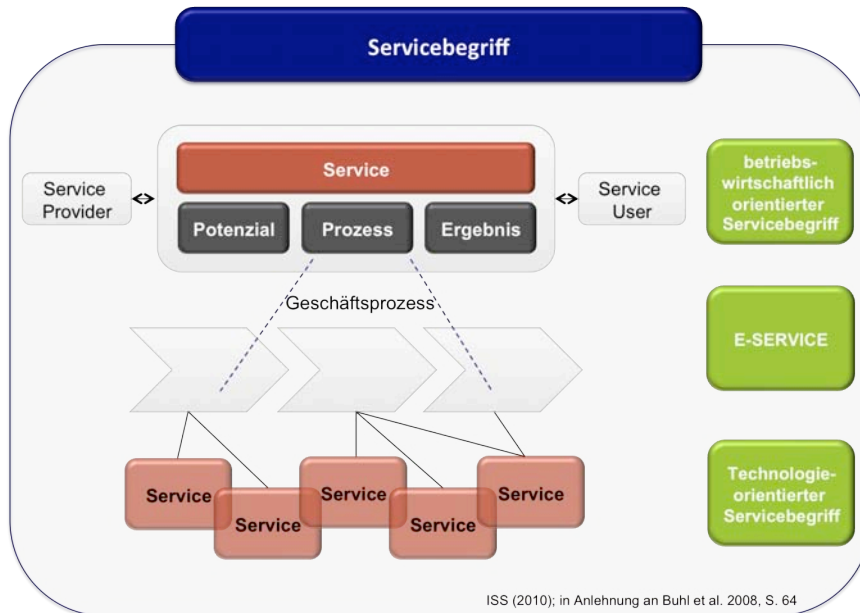 Servicebegriff
Service
Provider
Service
Potenzial
Prozess
Ergebnis
Service
User
betriebs-
wirtschaftlich
orientierter
Servicebegriff
Geschäftsprozess
E-SERVICE
Service
Service
Service
Service
Service
Technologie-
orientierter
Servicebegriff
ISS (2010); in Anlehnung an Buhl et al. 2008, S. 64